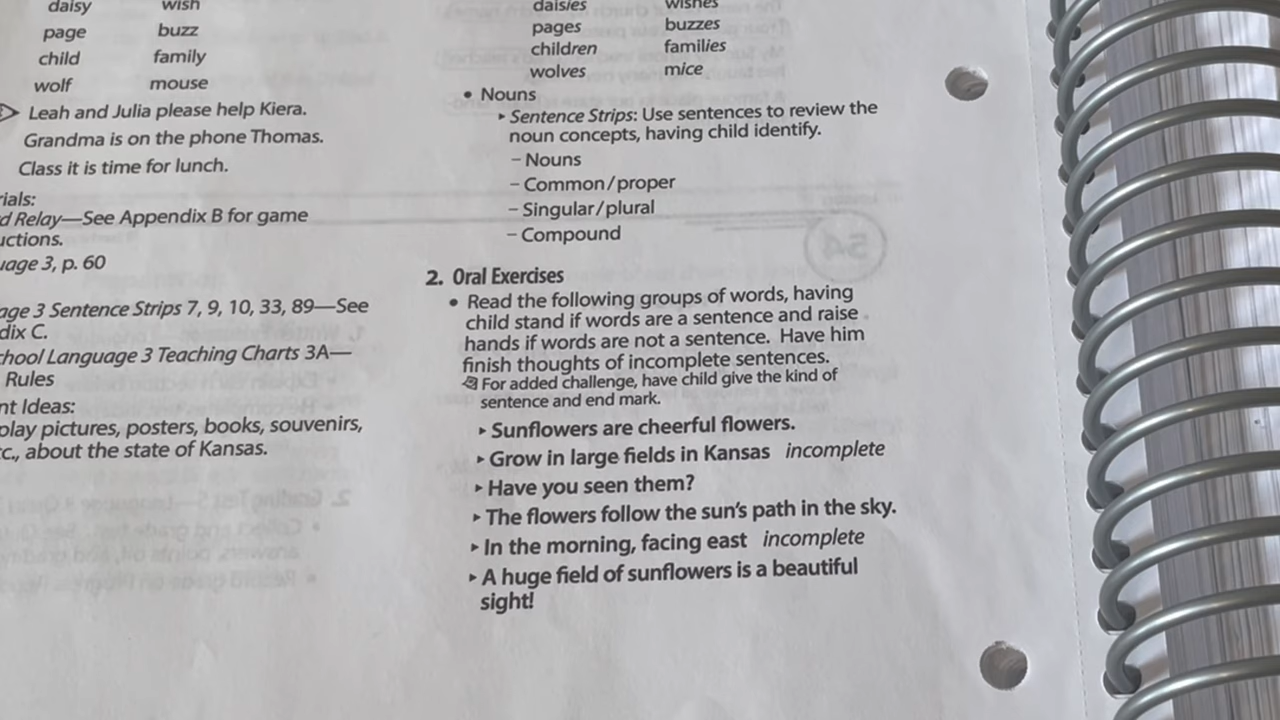 daisy wish
page buzz
child family
wolf mouse
Leah and Julia please help Kiera.
Grandma is on the phone Thomas.
Class it is time for lunch.
Relay—See Appendix B for game
3, p. 60
3 Sentence Strips 7, 9, 10, 33, 89—See
Language 3 Teaching Charts 3A—
Rules
Ideas:
pictures, posters, books, souvenirs,
about the state of Kansas.
daisies wishes
pages buzzes
children families
wolves mice
• Nouns
▸ Sentence Strips: Use sentences to review the
noun concepts, having child identify.
– Nouns
– Common/proper
– Singular/plural
– Compound
2. Oral Exercises
• Read the following groups of words, having
child stand if words are a sentence and raise
hands if words are not a sentence. Have him
finish thoughts of incomplete sentences.
For added challenge, have child give the kind of
sentence and end mark.
▸ Sunflowers are cheerful flowers.
▸ Grow in large fields in Kansas incomplete
▸ Have you seen them?
▸ The flowers follow the sun's path in the sky.
▸ In the morning, facing east incomplete
▸ A huge field of sunflowers is a beautiful
sight!